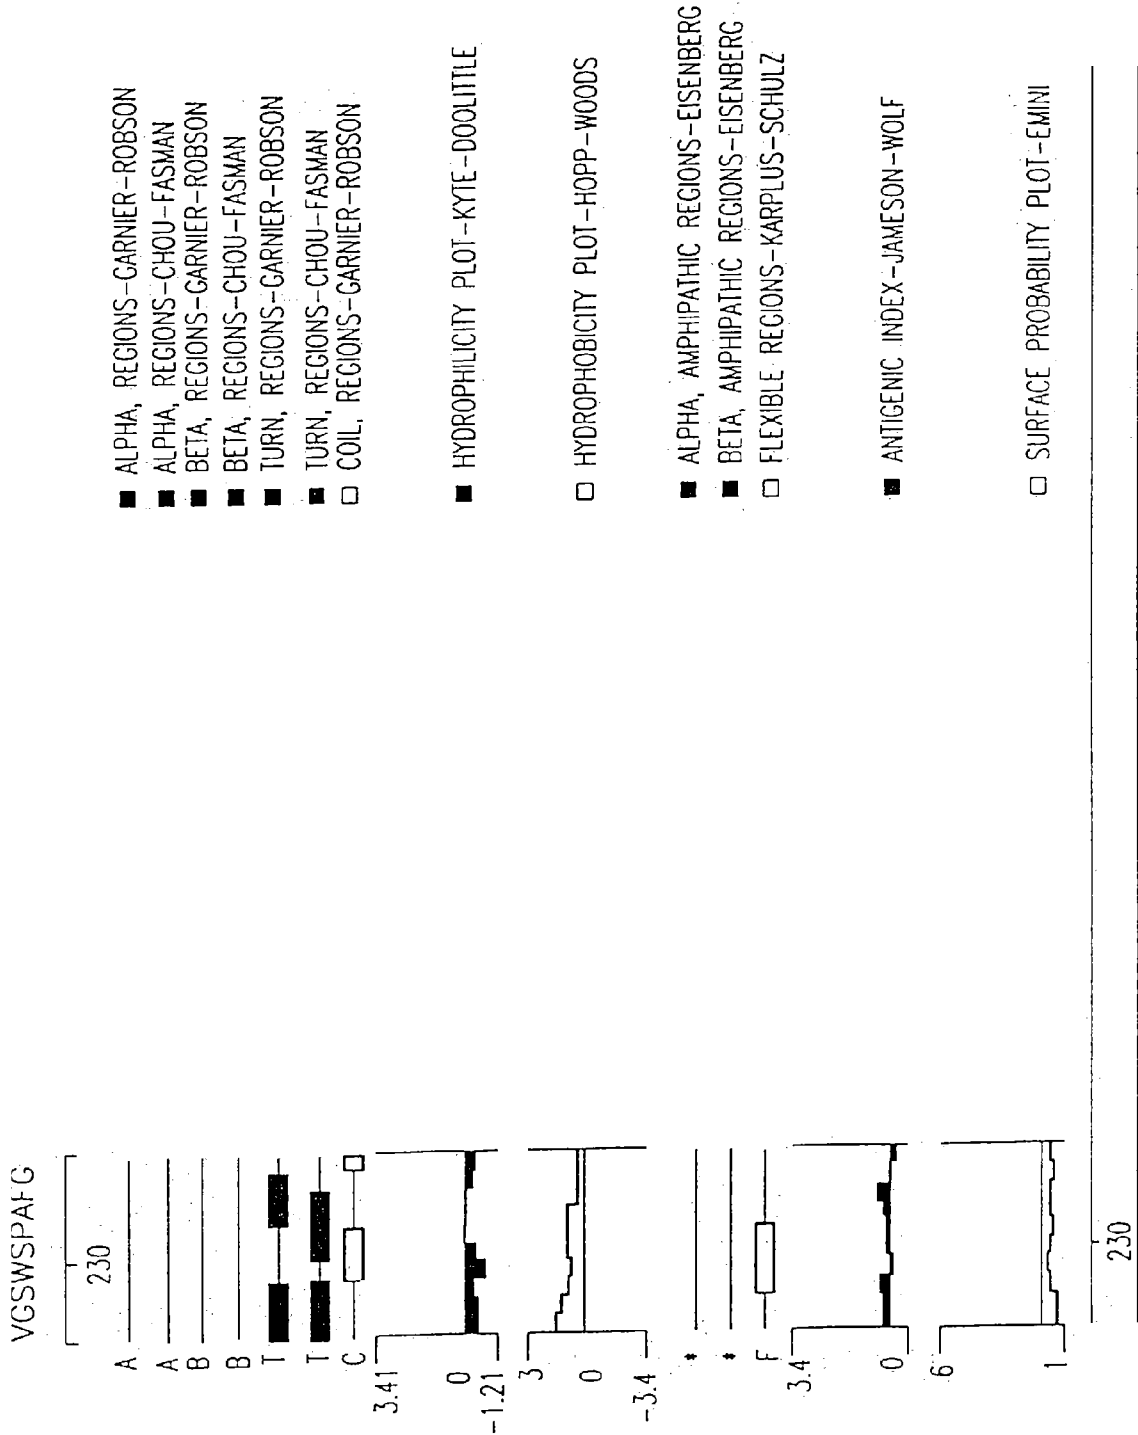 VGSWSPAFG
230
A
A
B
B
T
T
C
3.41
0
-1.21
3
0
-3.4
*
*
F
3.4
0
6
1
230
ALPHA, REGIONS-GARNIER-ROBSON
ALPHA, REGIONS-CHOU-FASMAN
BETA, REGIONS-GARNIER-ROBSON
BETA, REGIONS-CHOU-FASMAN
TURN, REGIONS-GARNIER-ROBSON
TURN, REGIONS-CHOU-FASMAN
COIL, REGIONS-GARNIER-ROBSON
HYDROPHILICITY PLOT-KYTE-DOOLITTLE
HYDROPHOBICITY PLOT-HOPP-WOODS
ALPHA, AMPHIPATHIC REGIONS-EISENBERG
BETA, AMPHIPATHIC REGIONS-EISENBERG
FLEXIBLE REGIONS-KARPLUS-SCHULZ
ANTIGENIC INDEX-JAMESON-WOLF
SURFACE PROBABILITY PLOT-EMINI